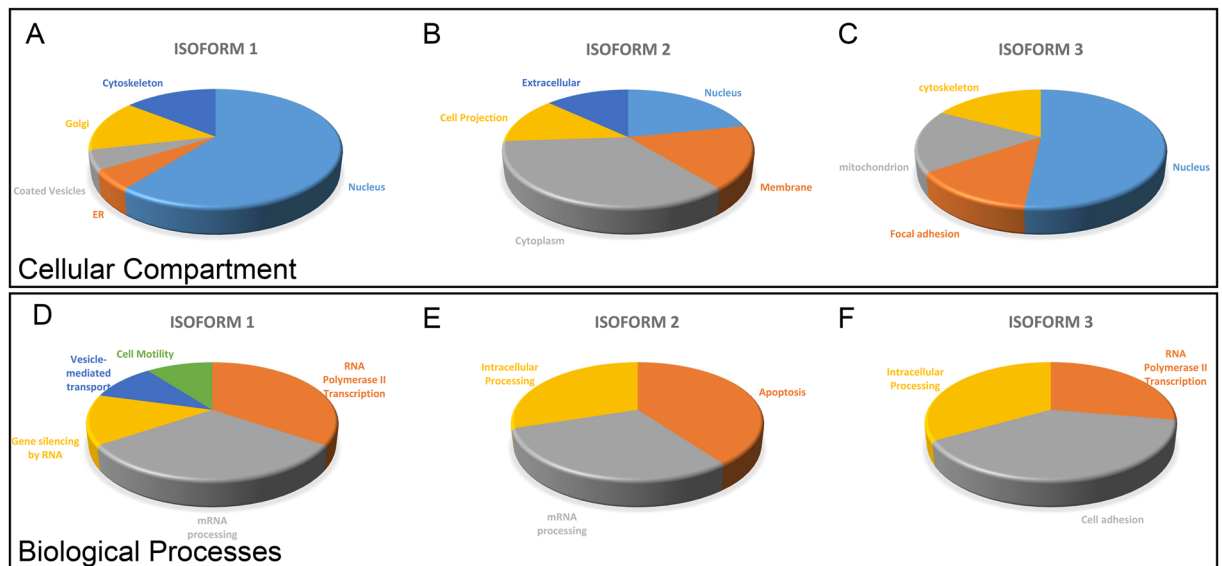 A
ISOFORM 1
Cytoskeleton
Golgi
Coated Vesicles
ER
Nucleus
B
ISOFORM 2
Extracellular
Nucleus
Cell Projection
Membrane
Cytoplasm
C
ISOFORM 3
cytoskeleton
mitochondrion
Nucleus
Focal adhesion
Cellular Compartment
D
ISOFORM 1
Cell Motility
Vesicle-
mediated
transport
RNA
Polymerase II
Transcription
Gene silencing
by RNA
mRNA
processing
E
ISOFORM 2
Intracellular
Processing
Apoptosis
mRNA
processing
F
ISOFORM 3
RNA
Polymerase II
Transcription
Intracellular
Processing
Cell adhesion
Biological Processes